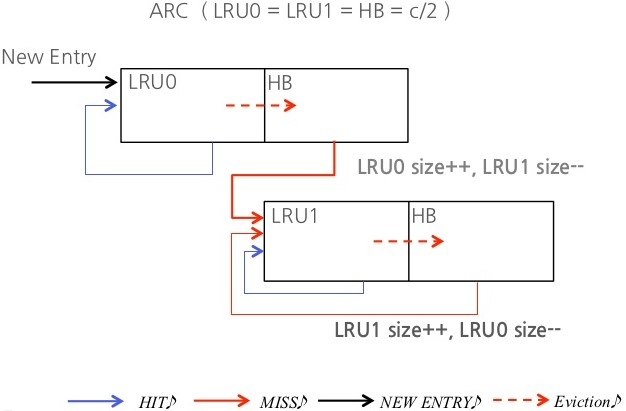 ARC ( LRU0 = LRU1 = HB = c/2 )
New Entry
LRU0
HB
LRU0 size++, LRU1 size--
LRU1
HB
LRU1 size++, LRU0 size--
HIT♪
MISS♪
NEW ENTRY♪
Eviction♪